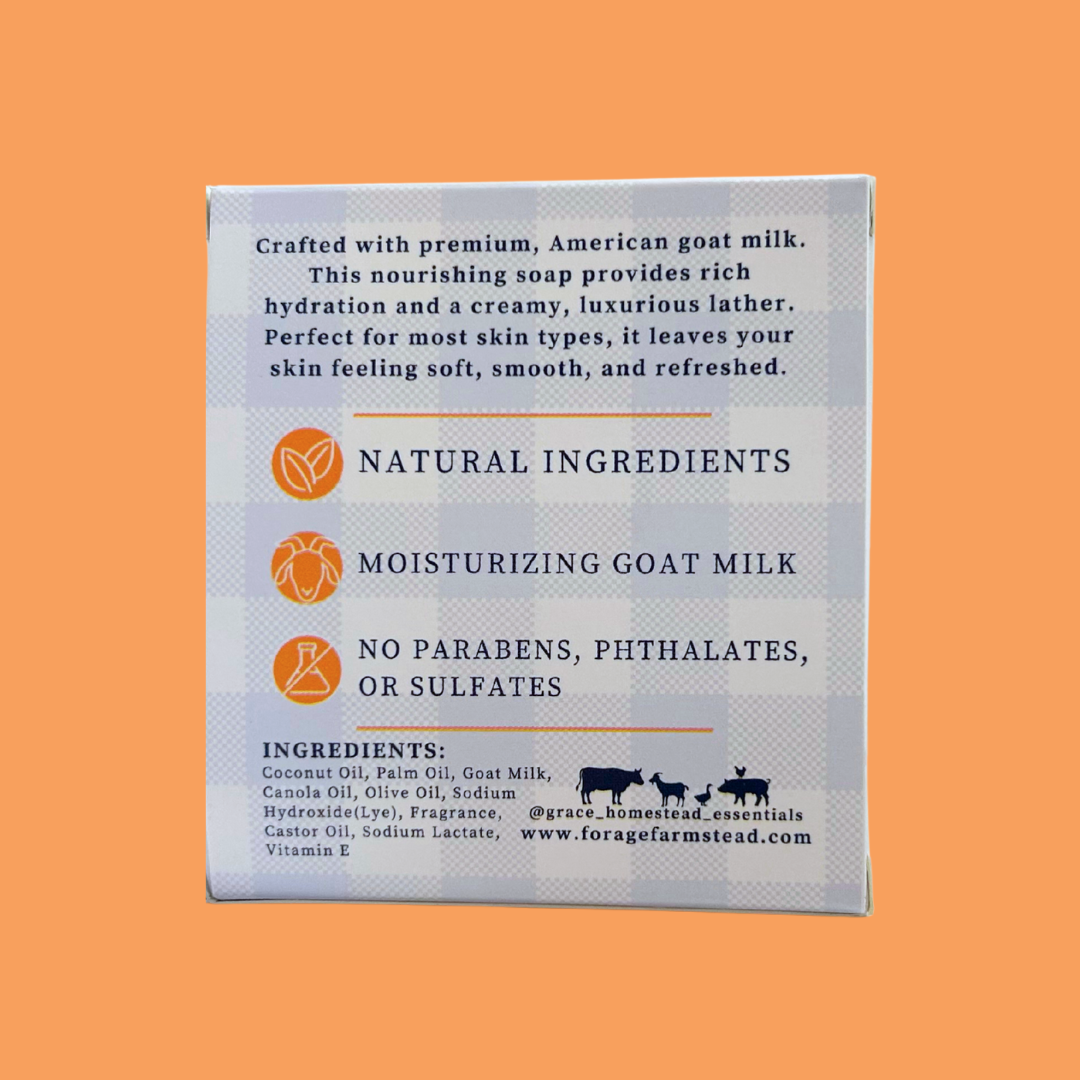 Crafted with premium, American goat milk.
This nourishing soap provides rich
hydration and a creamy, luxurious lather.
Perfect for most skin types, it leaves your
skin feeling soft, smooth, and refreshed.
NATURAL INGREDIENTS
MOISTURIZING GOAT MILK
NO PARABENS, PHTHALATES,
OR SULFATES
INGREDIENTS:
Coconut Oil, Palm Oil, Goat Milk,
Canola Oil, Olive Oil, Sodium
Hydroxide(Lye), Fragrance,
Castor Oil, Sodium Lactate,
Vitamin E
@grace_homestead_essentials
www.foragefarmstead.com